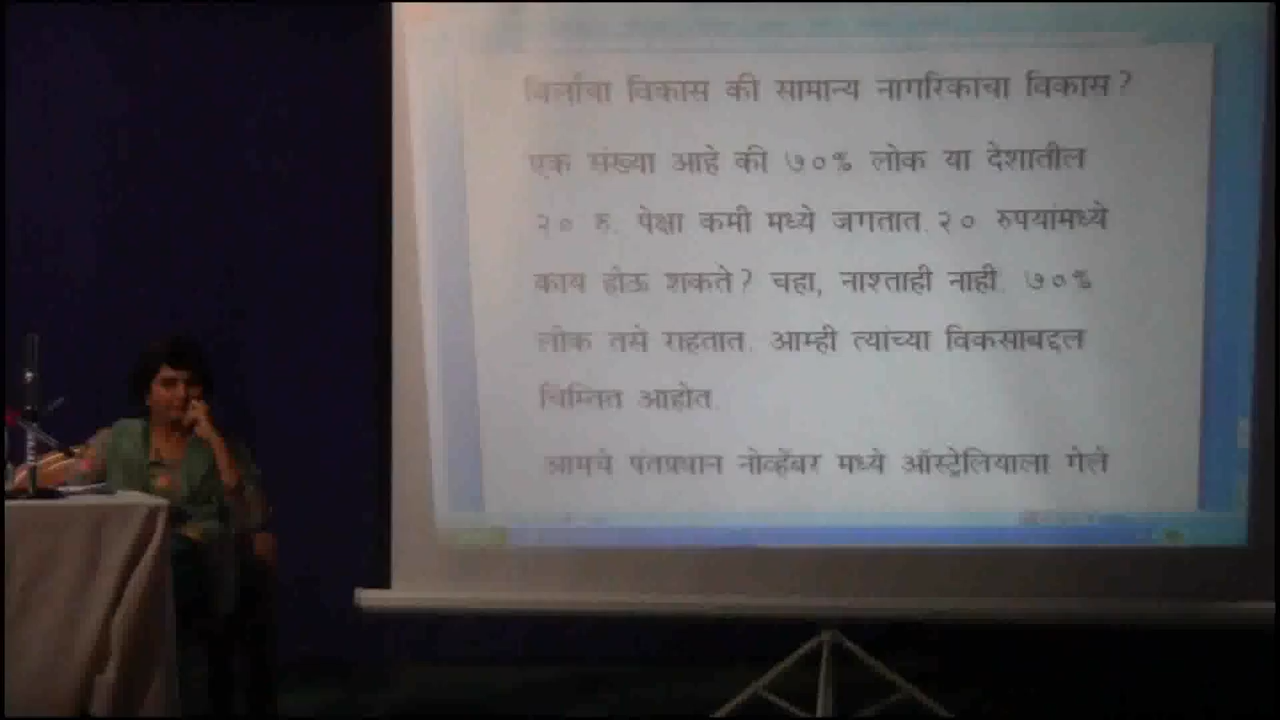 बिर्लाचा विकास की सामान्य नागरिकाचा विकास?
एक संख्या आहे की ७०% लोक या देशातील
२० रु. पेक्षा कमी मध्ये जगतात. २० रुपयांमध्ये
काय होऊ शकते? चहा, नाश्ताही नाही. ७०%
लोक तसे राहतात. आम्ही त्यांच्या विकसाबद्दल
चिन्तित आहोत.
आमचे पंतप्रधान नोव्हेंबर मध्ये ऑस्ट्रेलियाला गेले